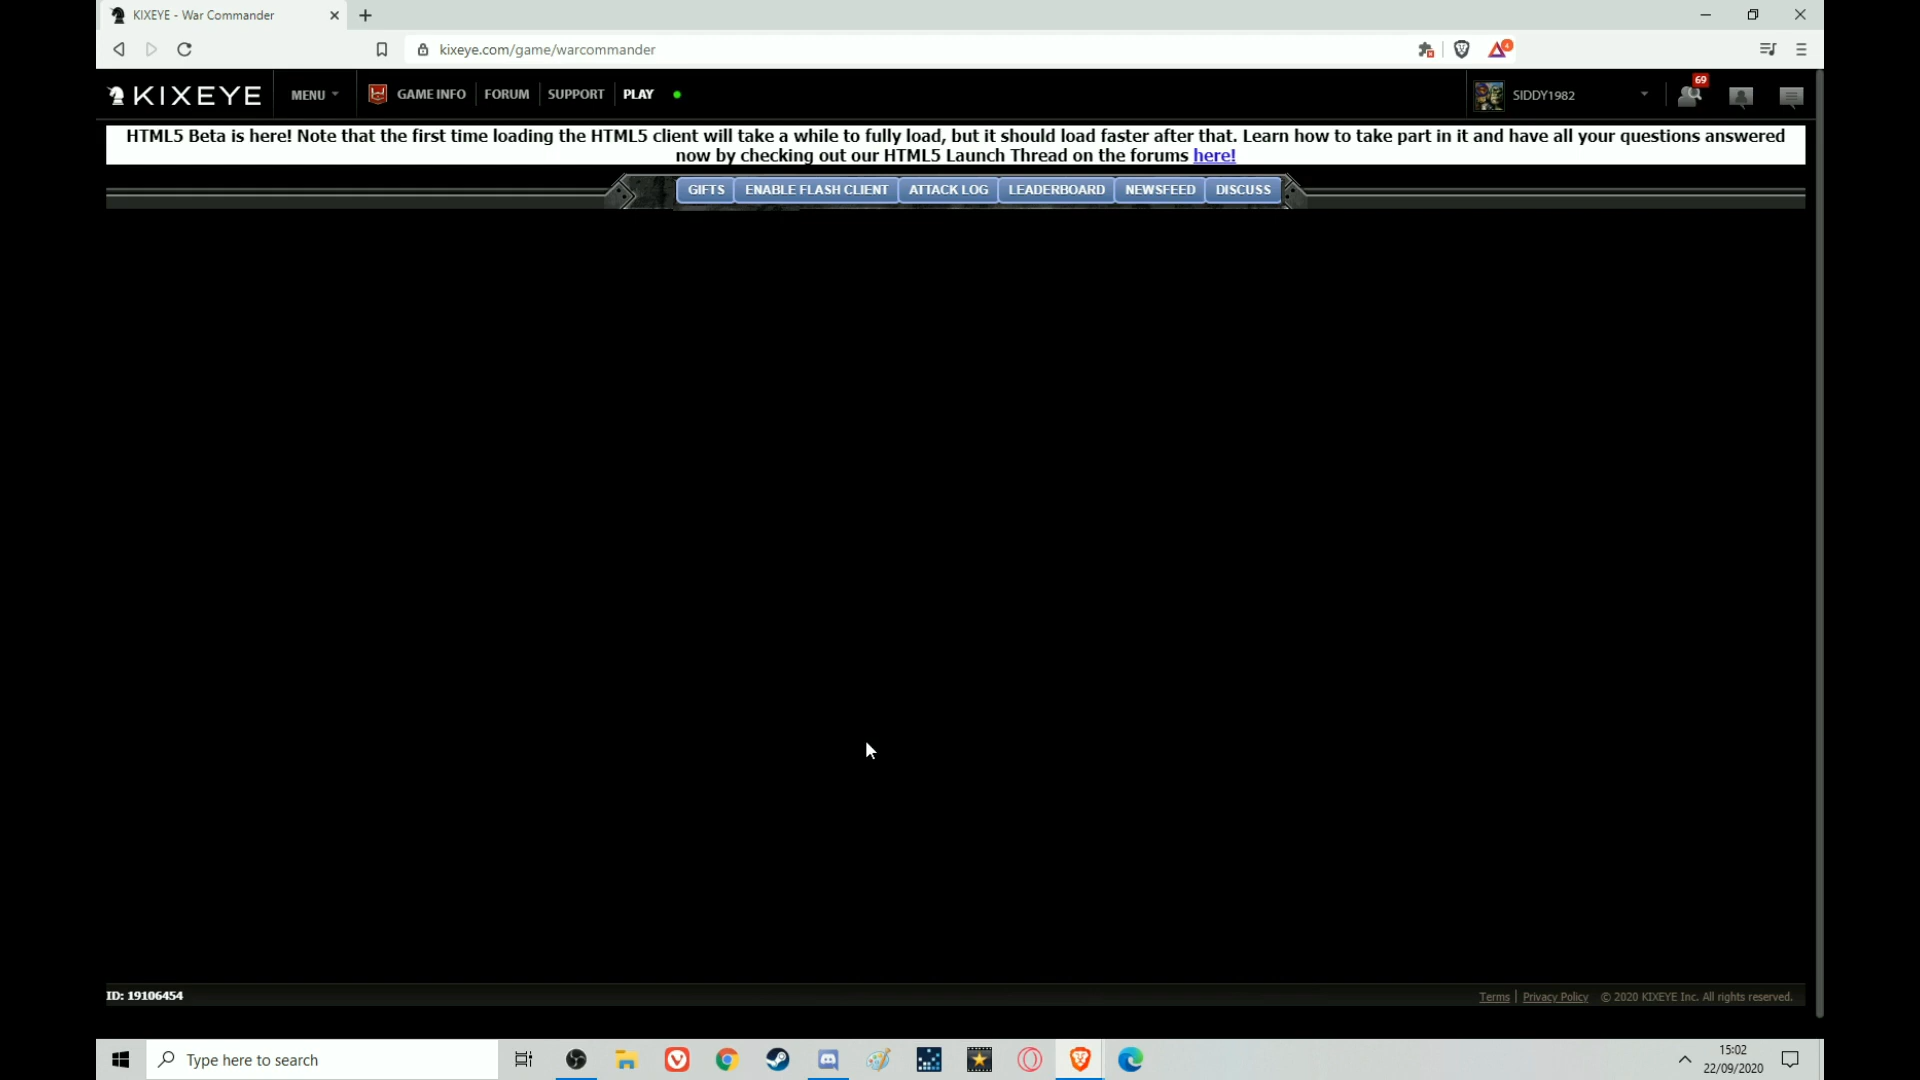 KIXEYE - War Commander
kixeye.com/game/warcommander
4
KIXEYE MENU GAME INFO FORUM SUPPORT PLAY SIDDY1982 69
HTML5 Beta is here! Note that the first time loading the HTML5 client will take a while to fully load, but it should load faster after that. Learn how to take part in it and have all your questions answered
now by checking out our HTML5 Launch Thread on the forums here!
GIFTS ENABLE FLASH CLIENT ATTACK LOG LEADERBOARD NEWSFEED DISCUSS
ID: 19106454
Terms | Privacy Policy © 2020 KIXEYE Inc. All rights reserved.
Type here to search
15:02
22/09/2020